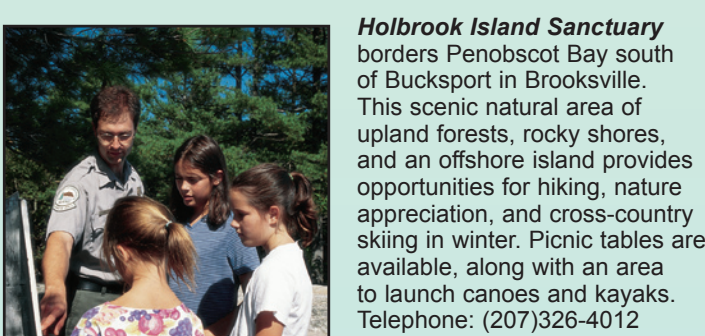 Holbrook Island Sanctuary
borders Penobscot Bay south
of Bucksport in Brooksville.
This scenic natural area of
upland forests, rocky shores,
and an offshore island provides
opportunities for hiking, nature
appreciation, and cross-country
skiing in winter. Picnic tables are
available, along with an area
to launch canoes and kayaks.
Telephone: (207)326-4012